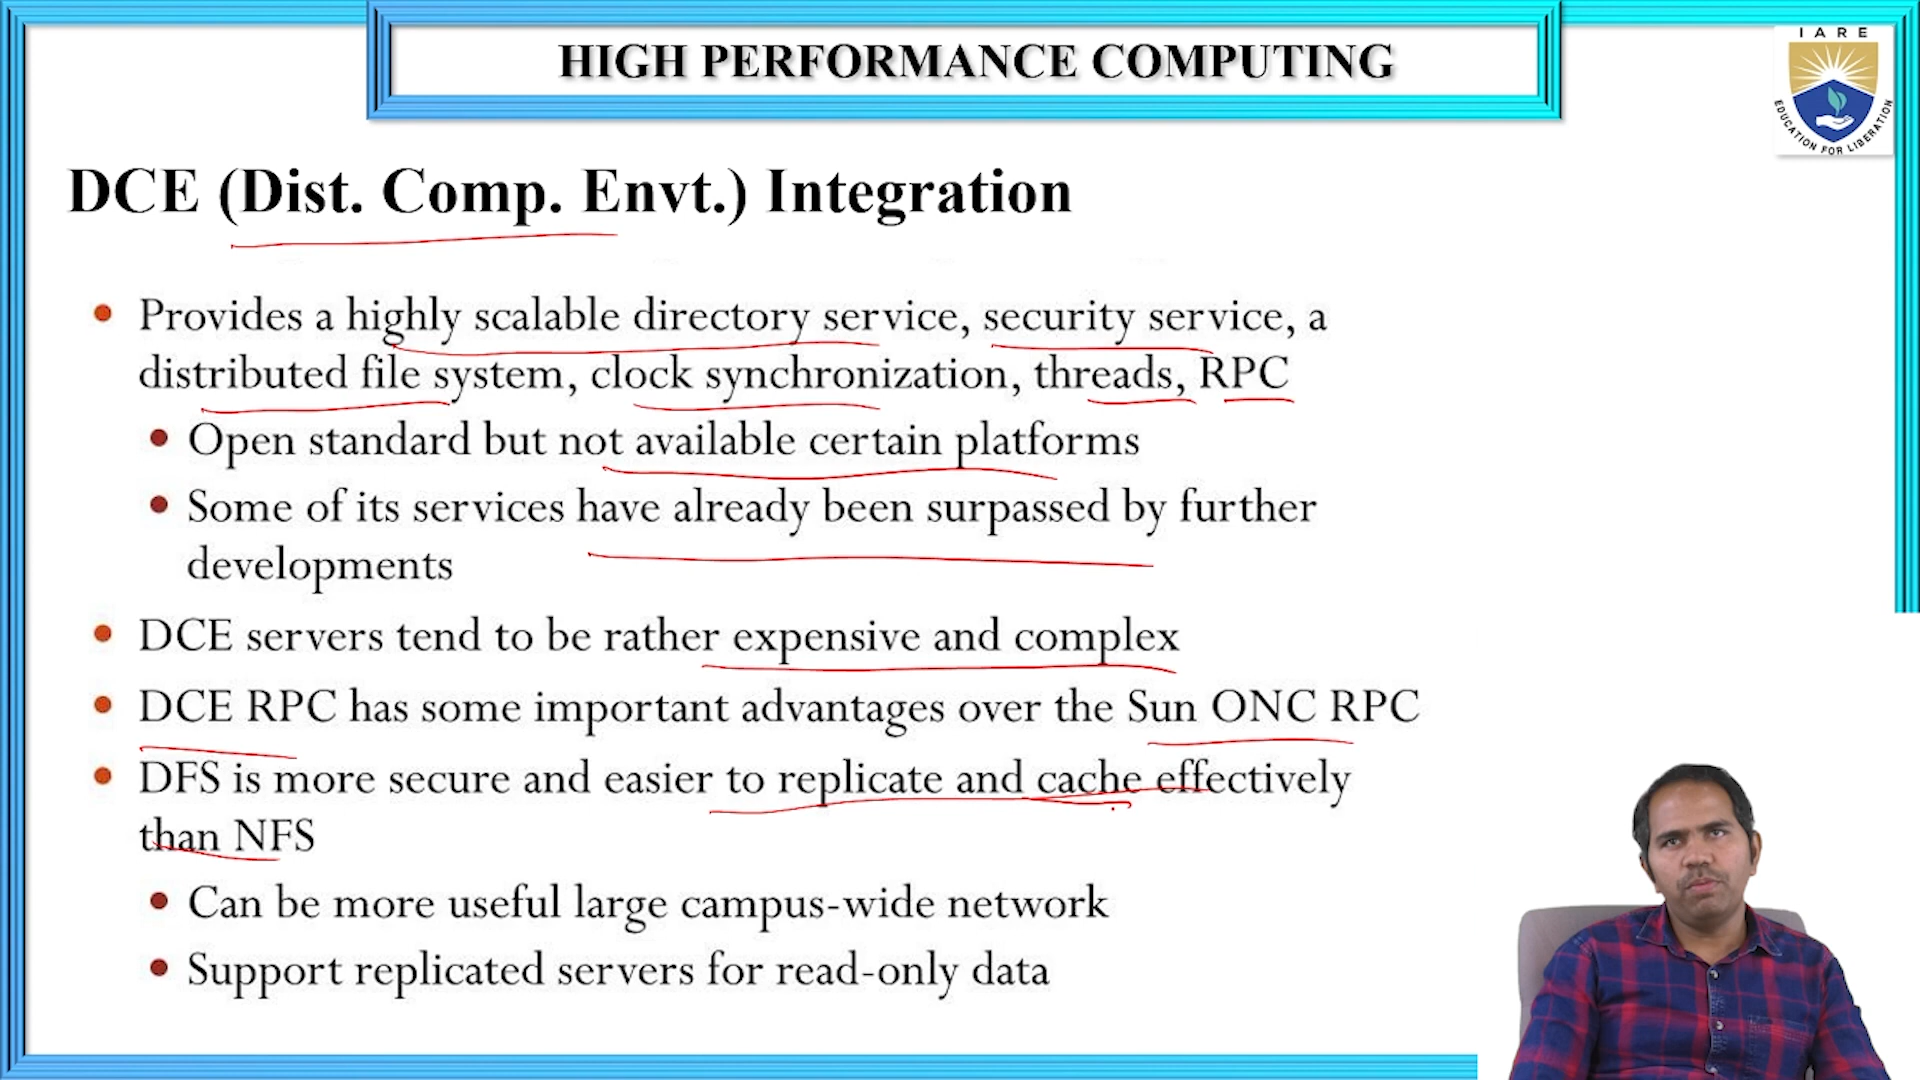 HIGH PERFORMANCE COMPUTING
IARE
EDUCATION FOR LIBERATION
DCE (Dist. Comp. Envt.) Integration
• Provides a highly scalable directory service, security service, a
distributed file system, clock synchronization, threads, RPC
• Open standard but not available certain platforms
• Some of its services have already been surpassed by further
developments
• DCE servers tend to be rather expensive and complex
• DCE RPC has some important advantages over the Sun ONC RPC
• DFS is more secure and easier to replicate and cache effectively
than NFS
• Can be more useful large campus-wide network
• Support replicated servers for read-only data